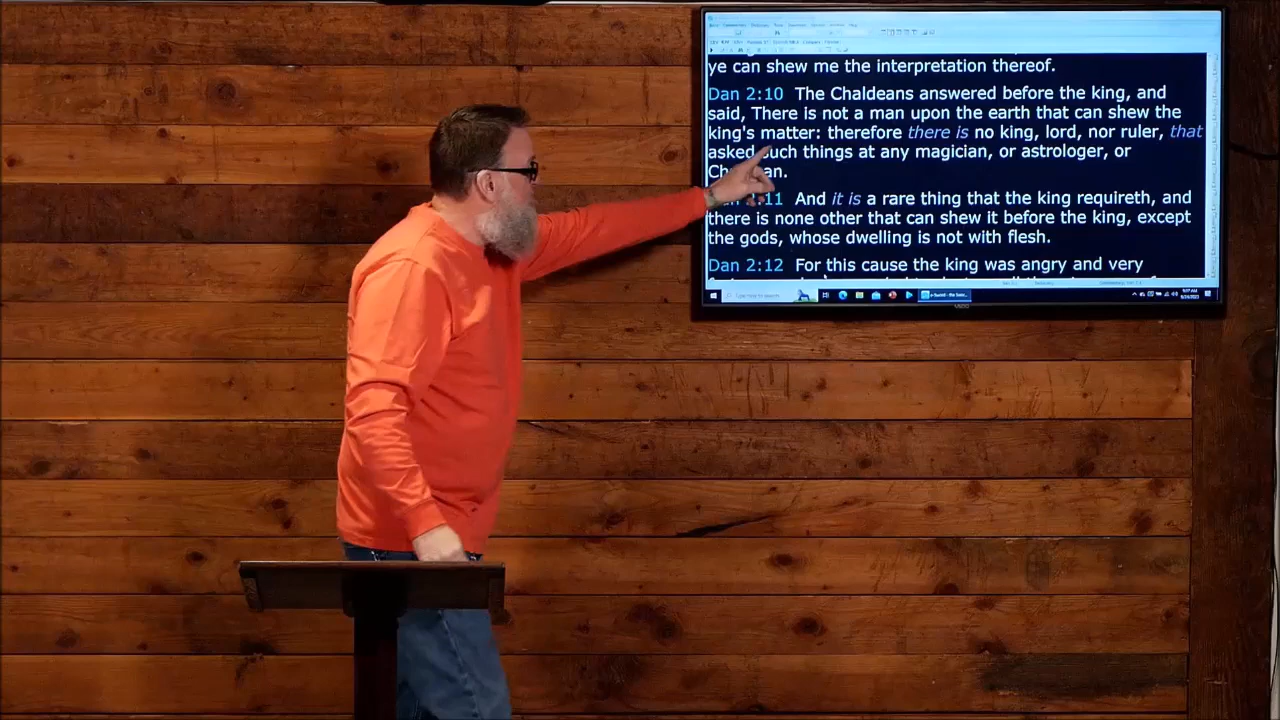 ye can shew me the interpretation thereof.
Dan 2:10 The Chaldeans answered before the king, and
said, There is not a man upon the earth that can shew the
king's matter: therefore there is no king, lord, nor ruler, that
asked such things at any magician, or astrologer, or
an.
:11 And it is a rare thing that the king requireth, and
there is none other that can shew it before the king, except
the gods, whose dwelling is not with flesh.
Dan 2:12 For this cause the king was angry and very
VIZIO